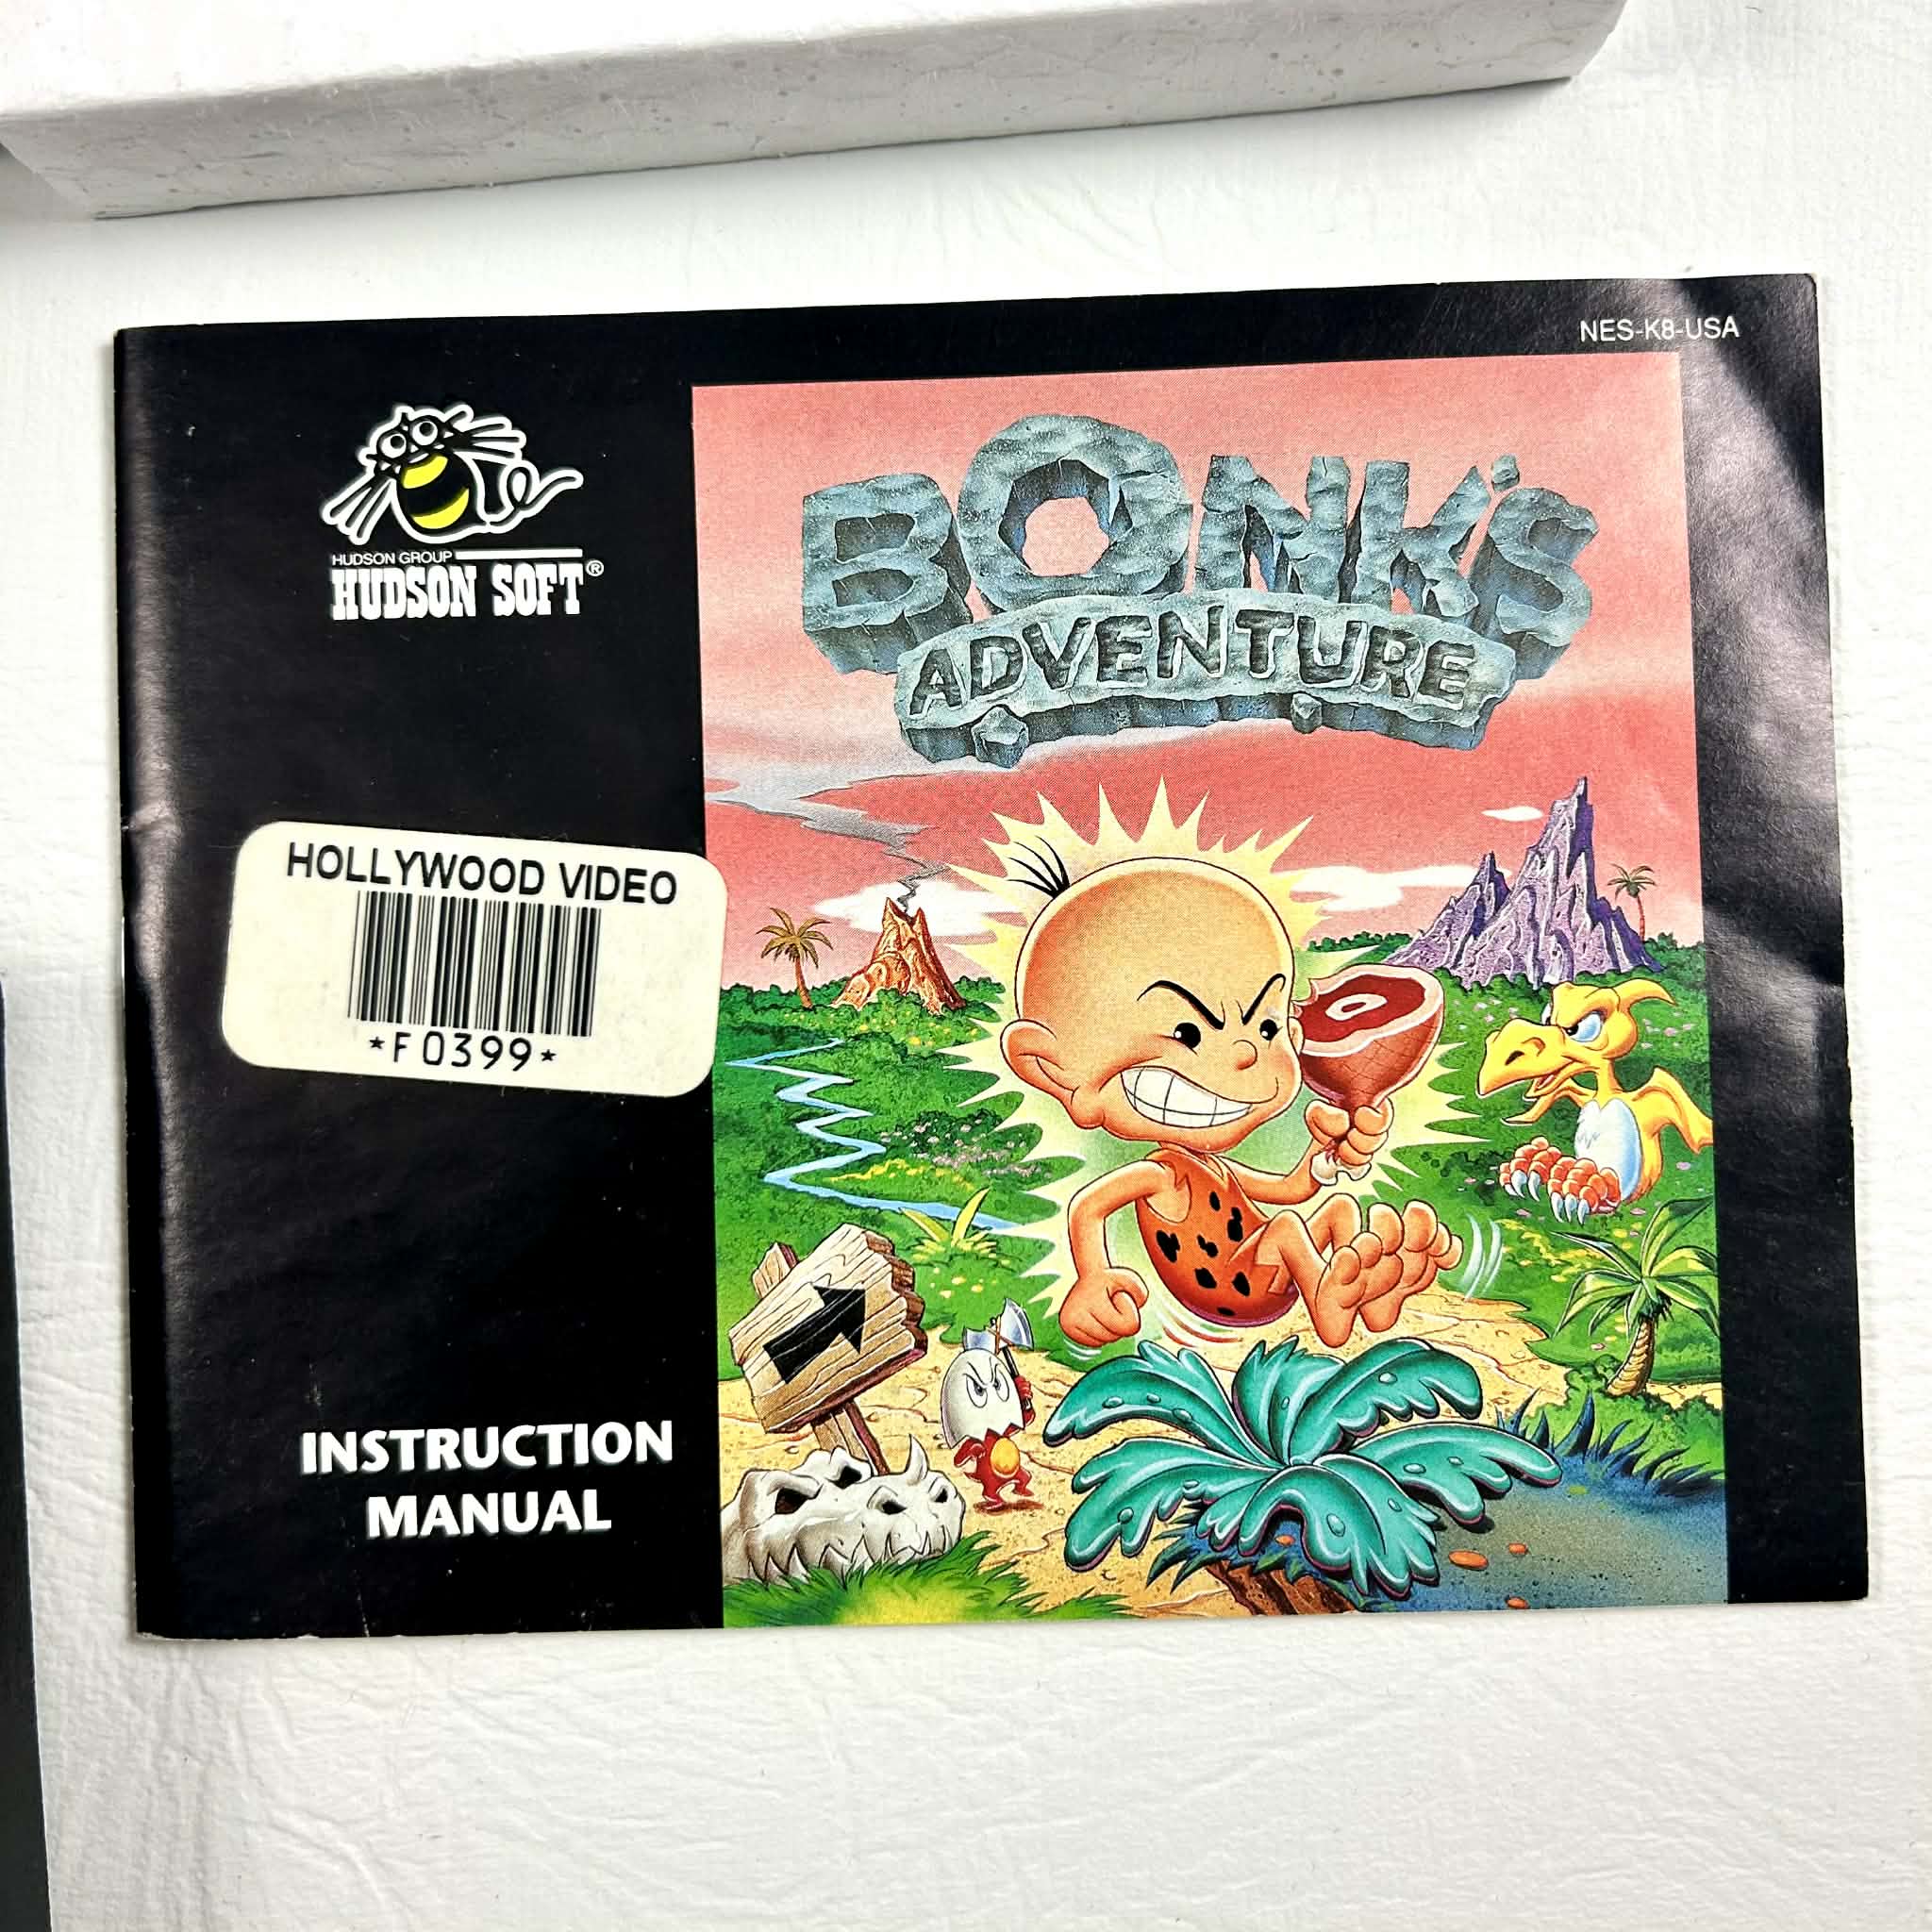 NES-K8-USA
HUDSON GROUP
HUDSON SOFT®
BONK'S
ADVENTURE
HOLLYWOOD VIDEO
*F0399*
INSTRUCTION
MANUAL